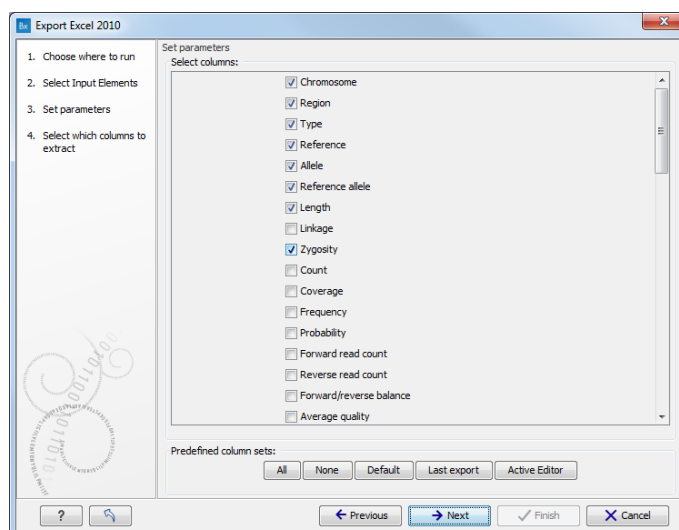 Bx Export Excel 2010
1. Choose where to run
2. Select Input Elements
3. Set parameters
4. Select which columns to
extract
Set parameters
Select columns:
Chromosome
Region
Type
Reference
Allele
Reference allele
Length
Linkage
Zygosity
Count
Coverage
Frequency
Probability
Forward read count
Reverse read count
Forward/reverse balance
Average quality
Predefined column sets:
All None Default Last export Active Editor
? Previous Next Finish Cancel